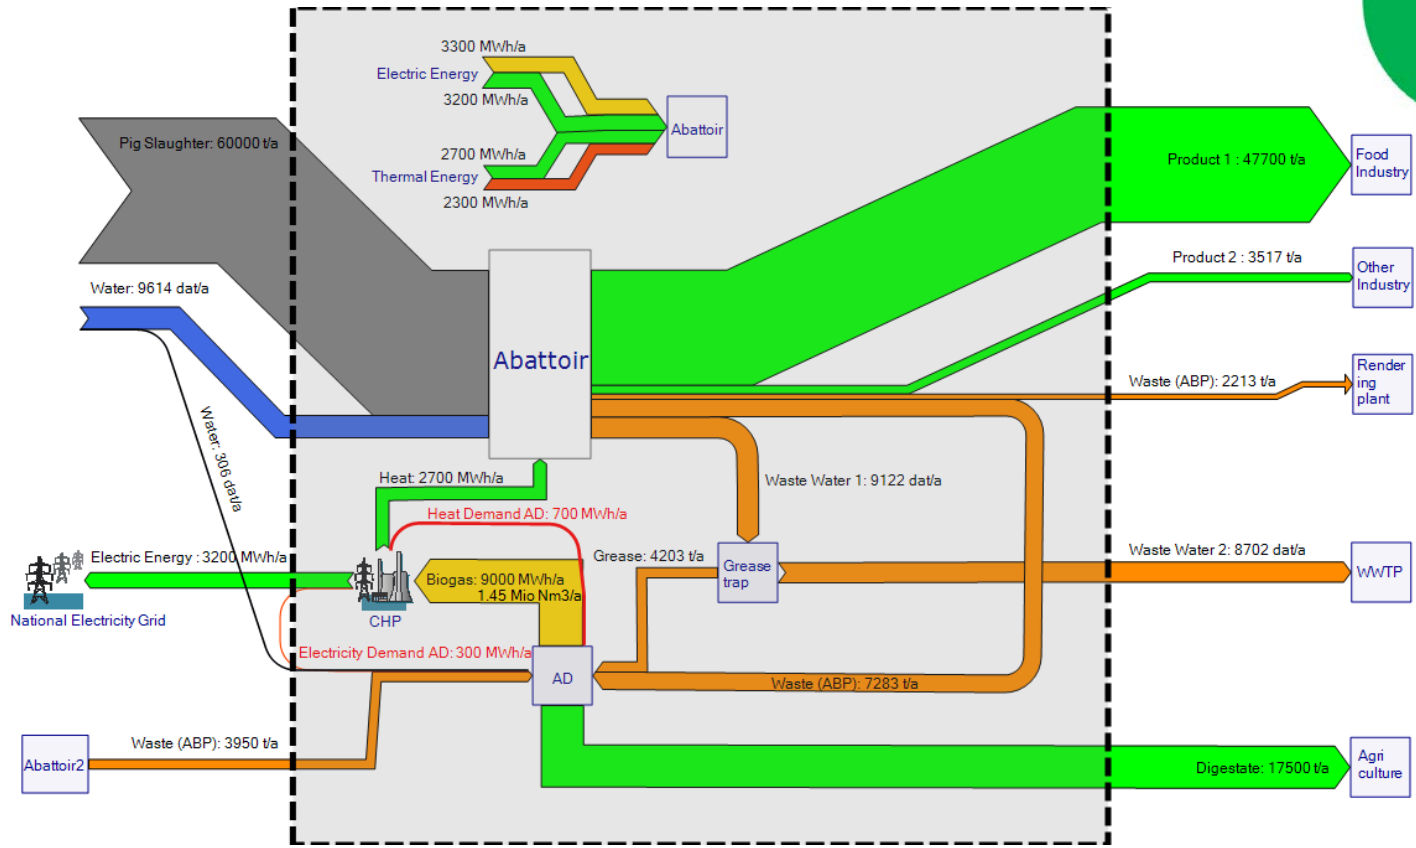 3300 MWh/a
Electric Energy
3200 MWh/a
Abattoir
2700 MWh/a
Thermal Energy
2300 MWh/a
Pig Slaughter: 60000 t/a
Product 1 : 47700 t/a
Food
Industry
Product 2 : 3517 t/a
Other
Industry
Water: 9614 dat/a
Abattoir
Waste (ABP): 2213 t/a
Render
ing
plant
Water: 306 dat/a
Heat: 2700 MWh/a
Waste Water 1: 9122 dat/a
Heat Demand AD: 700 MWh/a
Electric Energy : 3200 MWh/a
National Electricity Grid
CHP
Biogas: 9000 MWh/a
1.45 Mio Nm3/a
Grease: 4203 t/a
Grease
trap
Waste Water 2: 8702 dat/a
WWTP
Electricity Demand AD: 300 MWh/a
AD
Waste (ABP): 7283 t/a
Waste (ABP): 3950 t/a
Abattoir2
Digestate: 17500 t/a
Agri
culture